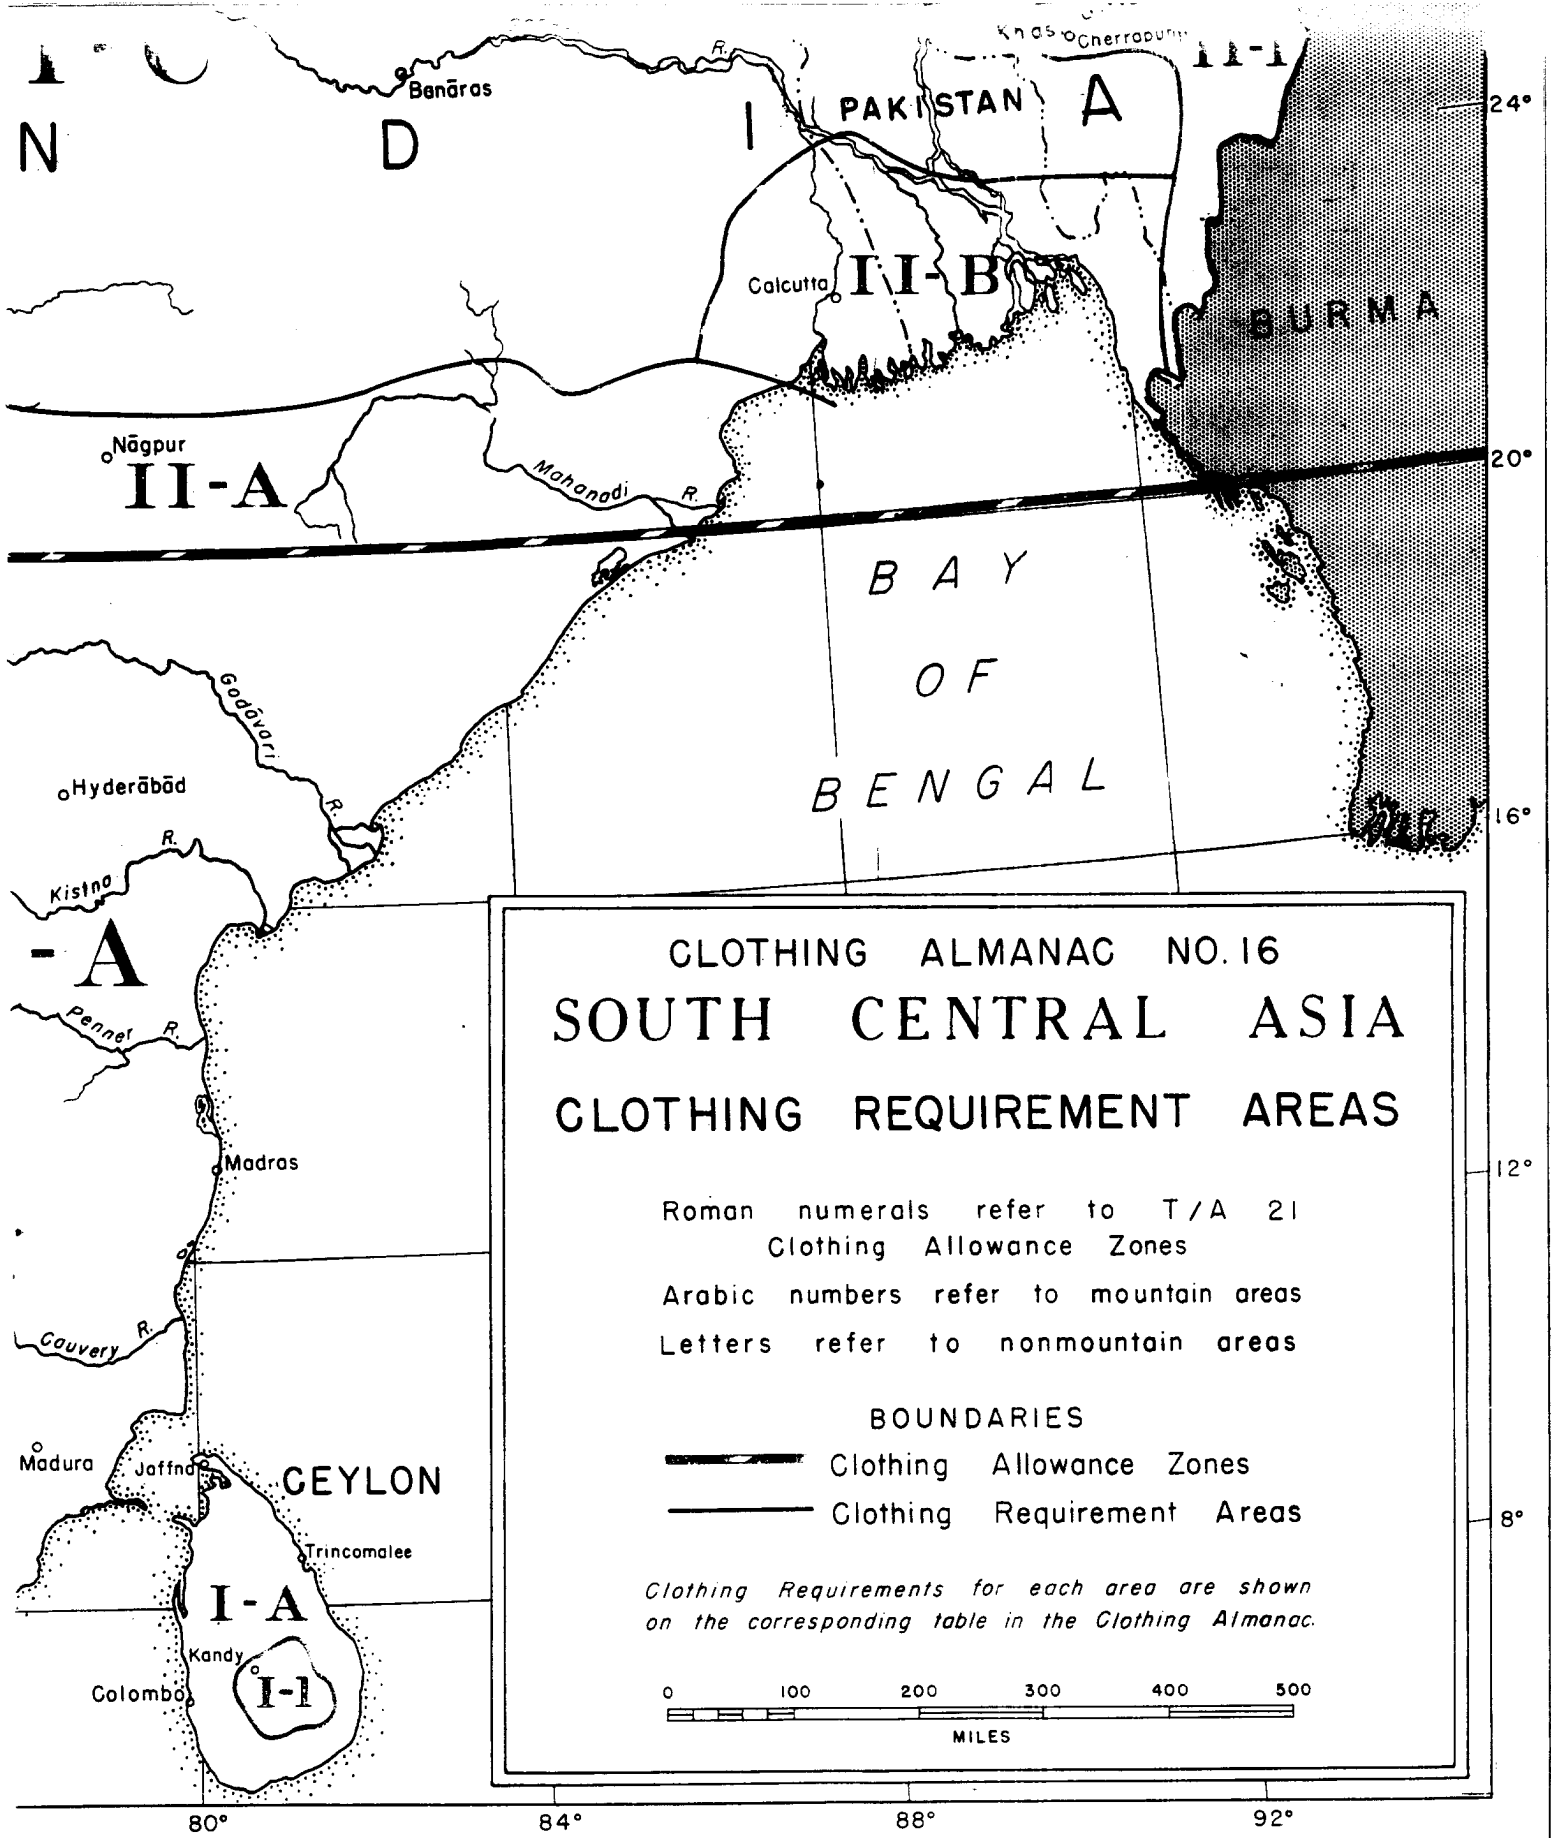 Khasi
Cherrapunji
Benāras
R.
PAKISTAN
A
24°
N
D
I
Calcutta
II-B
BURMA
Nāgpur
II-A
Mahanadi
R.
20°
BAY
OF
BENGAL
Godāvari
R.
Hyderābād
16°
R.
Kistna
-A
Penner
R.
Madras
12°
Cauvery
R.
Madura
Jaffna
CEYLON
Trincomalee
8°
I-A
Kandy
I-1
Colombo
CLOTHING ALMANAC NO. 16
SOUTH CENTRAL ASIA
CLOTHING REQUIREMENT AREAS
Roman numerals refer to T/A 21
Clothing Allowance Zones
Arabic numbers refer to mountain areas
Letters refer to nonmountain areas
BOUNDARIES
Clothing Allowance Zones
Clothing Requirement Areas
Clothing Requirements for each area are shown
on the corresponding table in the Clothing Almanac.
0 100 200 300 400 500
MILES
80° 84° 88° 92°